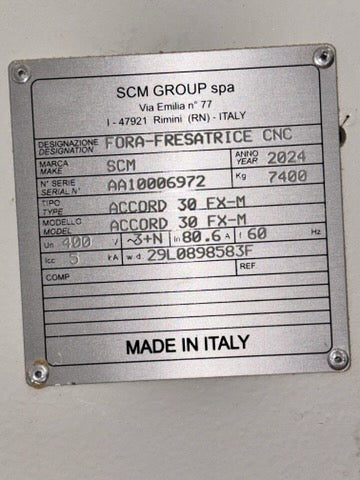 SCM GROUP spa
Via Emilia n° 77
I - 47921 Rimini (RN) - ITALY
DESIGNAZIONE FORA-FRESATRICE CNC
DESIGNATION
MARCA SCM ANNO 2024
MAKE YEAR
N° SERIE AA10006972 Kg 7400
SERIAL N°
TIPO ACCORD 30 FX-M
TYPE
MODELLO ACCORD 30 FX-M
MODEL
Un 400 V ~3+N In 80.6 A f 60 Hz
Icc 5 kA w d 29L0898583F
COMP REF
MADE IN ITALY